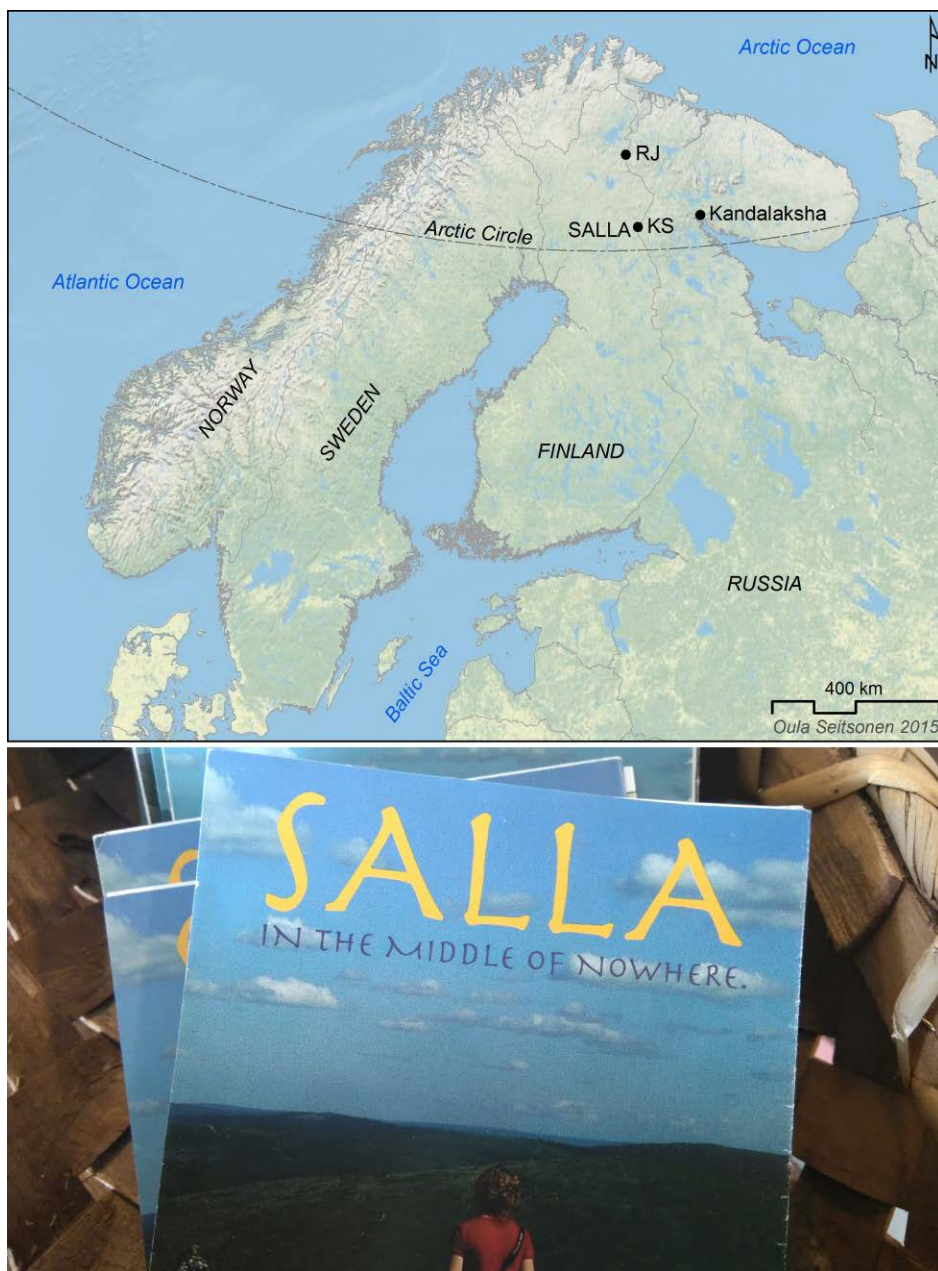 Arctic Ocean
N
RJ
Kandalaksha
SALLA KS
Arctic Circle
Atlantic Ocean
NORWAY
SWEDEN
FINLAND
RUSSIA
Baltic Sea
400 km
Oula Seitsonen 2015
SALLA
IN THE MIDDLE OF NOWHERE.